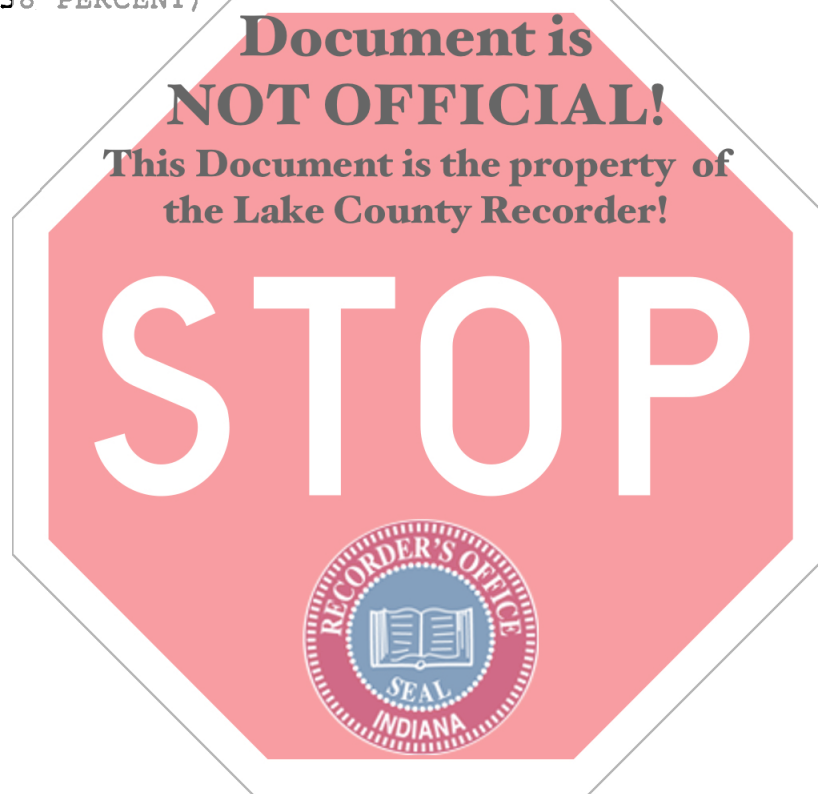 PERCENT)
Document is
NOT OFFICIAL!
This Document is the property of
the Lake County Recorder!
STOP
RECORDER'S OFFICE
SEAL
INDIANA